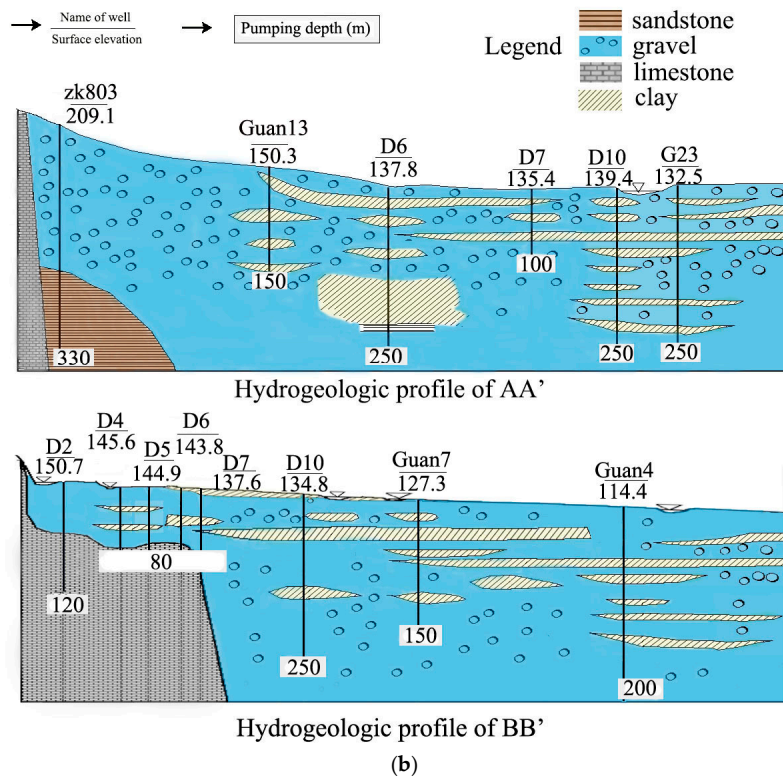 Name of well
Surface elevation
Pumping depth (m)
Legend
sandstone
gravel
limestone
clay
zk803
209.1
Guan13
150.3
D6
137.8
D7
135.4
D10
139.4
G23
132.5
330
150
250
100
250
250
Hydrogeologic profile of AA’
D2
150.7
D4
145.6
D5
144.9
D6
143.8
D7
137.6
D10
134.8
Guan7
127.3
Guan4
114.4
120
80
250
150
200
Hydrogeologic profile of BB’
(b)